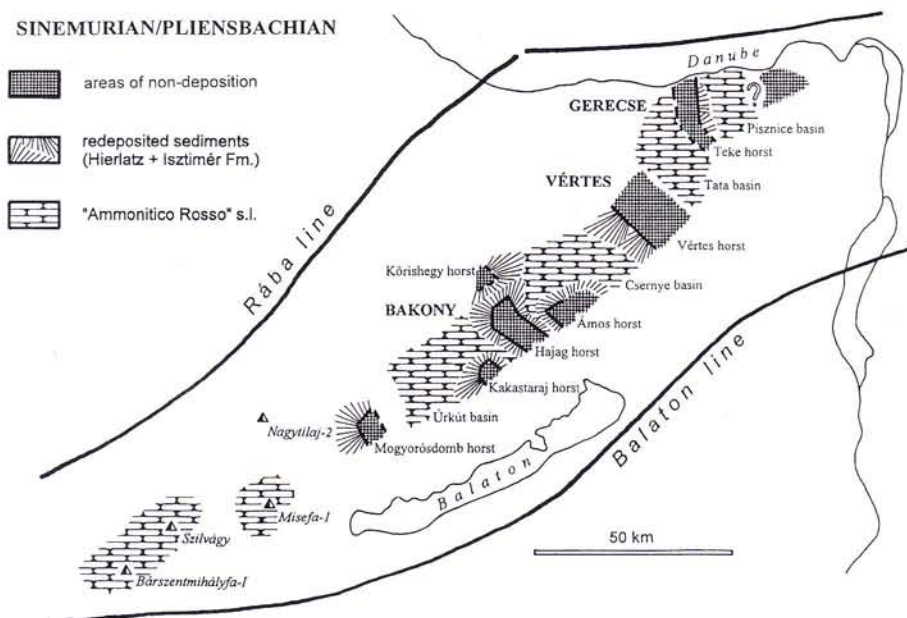 SINEMURIAN/PLIENSBACHIAN
areas of non-deposition
redeposited sediments
(Hierlatz + Isztimér Fm.)
"Ammonitico Rosso" s.l.
Danube
GERECSE
?
Pisznice basin
Teke horst
VÉRTES
Tata basin
Vértes horst
Rába line
Kőrishegy horst
Csernye basin
BAKONY
Ámos horst
Hajag horst
Kakastaraj horst
Balaton line
Úrkút basin
Nagytilaj-2
Mogyorósdomb horst
Balaton
Misefa-1
Szilvágy
50 km
Bárszentmihályfa-I